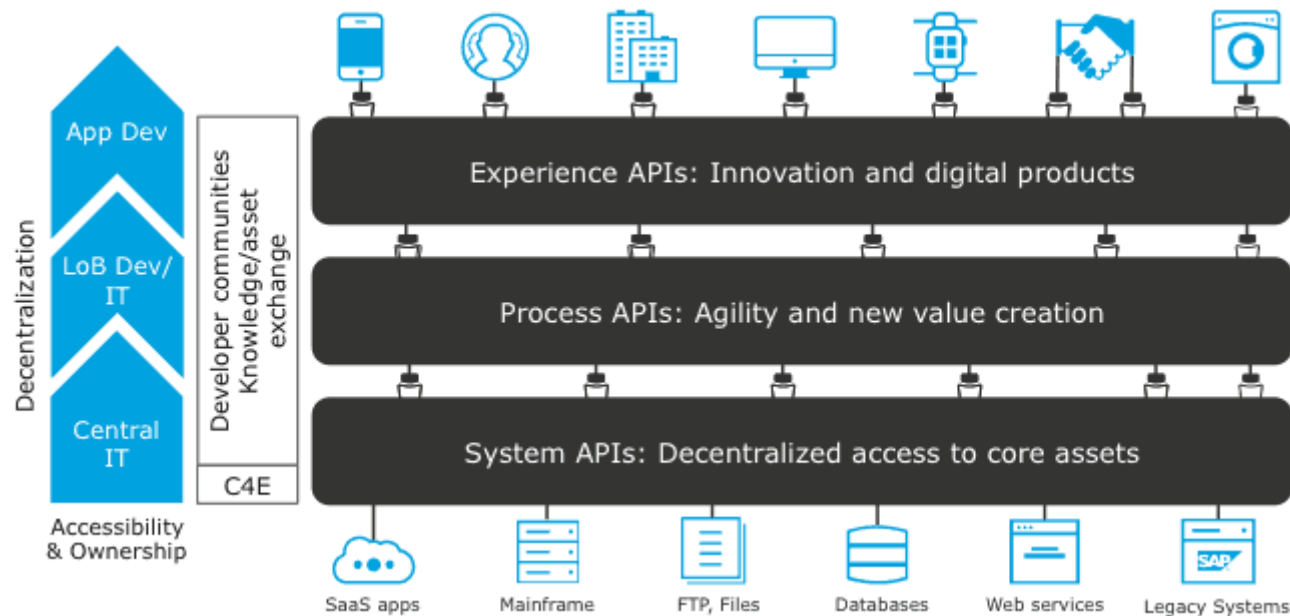 Decentralization
App Dev
LoB Dev/
IT
Central
IT
Accessibility
& Ownership
Developer communities
Knowledge/asset
exchange
C4E
Experience APIs: Innovation and digital products
Process APIs: Agility and new value creation
System APIs: Decentralized access to core assets
SAP
SaaS apps
Mainframe
FTP, Files
Databases
Web services
Legacy Systems